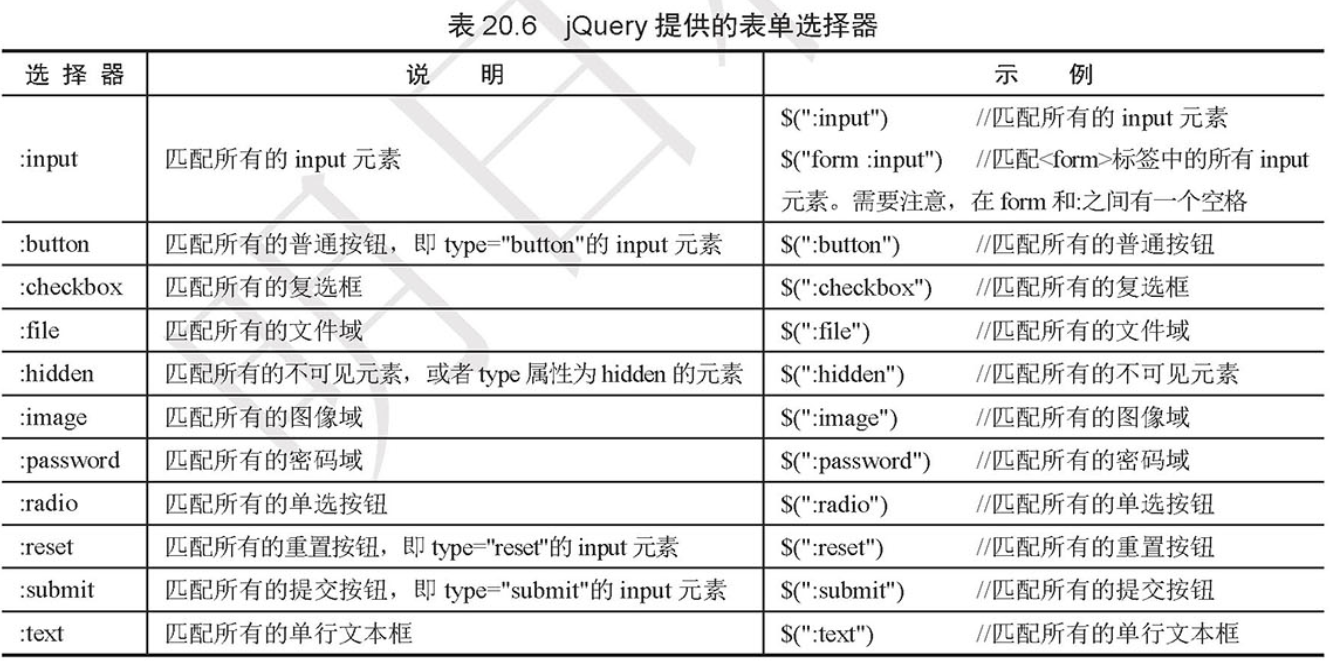 表 20.6 jQuery 提供的表单选择器
选 择 器 说 明 示 例
:input 匹配所有的 input 元素 $(":input") //匹配所有的 input 元素
$("form :input") //匹配<form>标签中的所有 input
元素。需要注意，在 form 和:之间有一个空格
:button 匹配所有的普通按钮，即 type="button"的 input 元素 $(":button") //匹配所有的普通按钮
:checkbox 匹配所有的复选框 $(":checkbox") //匹配所有的复选框
:file 匹配所有的文件域 $(":file") //匹配所有的文件域
:hidden 匹配所有的不可见元素，或者 type 属性为 hidden 的元素 $(":hidden") //匹配所有的不可见元素
:image 匹配所有的图像域 $(":image") //匹配所有的图像域
:password 匹配所有的密码域 $(":password") //匹配所有的密码域
:radio 匹配所有的单选按钮 $(":radio") //匹配所有的单选按钮
:reset 匹配所有的重置按钮，即 type="reset"的 input 元素 $(":reset") //匹配所有的重置按钮
:submit 匹配所有的提交按钮，即 type="submit"的 input 元素 $(":submit") //匹配所有的提交按钮
:text 匹配所有的单行文本框 $(":text") //匹配所有的单行文本框